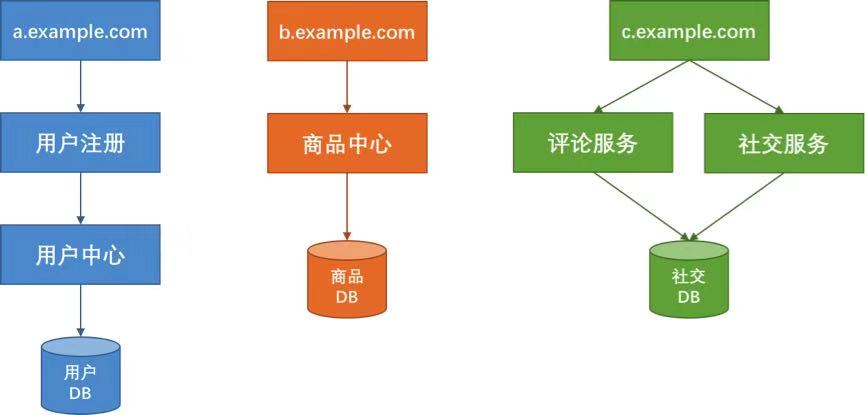 a.example.com
b.example.com
c.example.com
用户注册
商品中心
评论服务
社交服务
用户中心
商品
DB
社交
DB
用户
DB